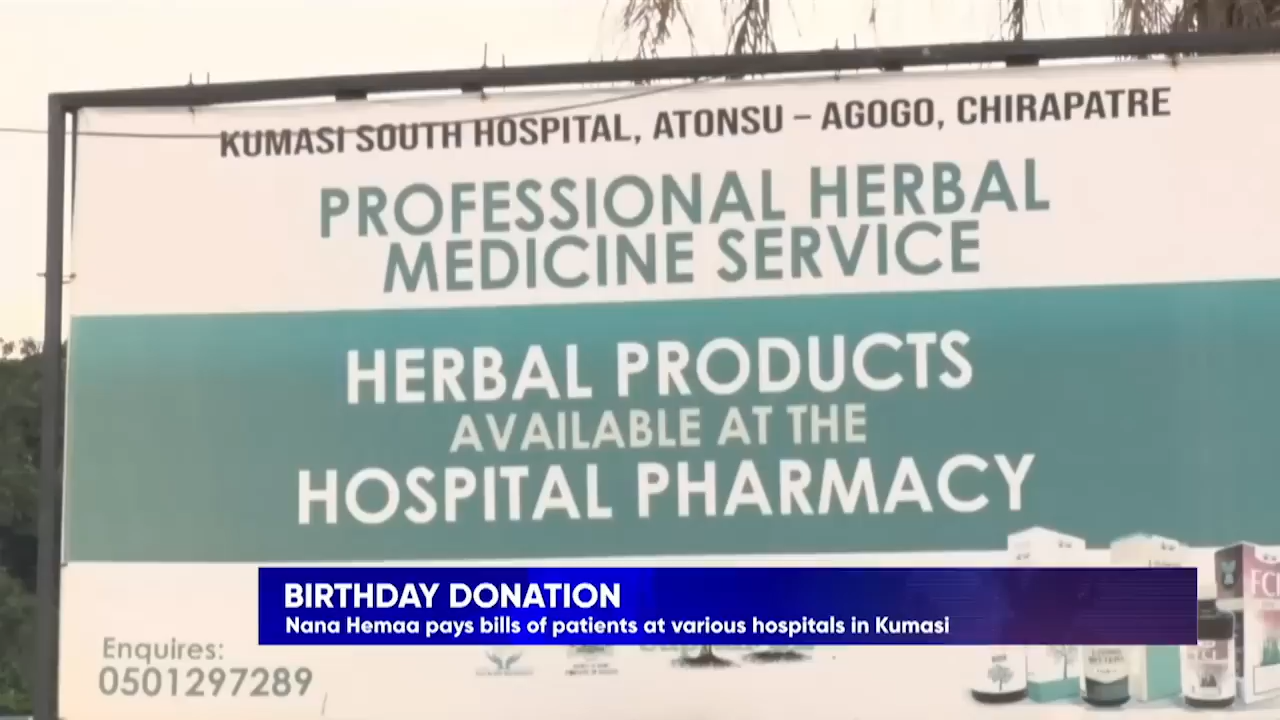 KUMASI SOUTH HOSPITAL, ATONSU – AGOGO, CHIRAPATRE
PROFESSIONAL HERBAL
MEDICINE SERVICE
HERBAL PRODUCTS
AVAILABLE AT THE
HOSPITAL PHARMACY
BIRTHDAY DONATION
Nana Hemaa pays bills of patients at various hospitals in Kumasi
Enquires:
0501297289